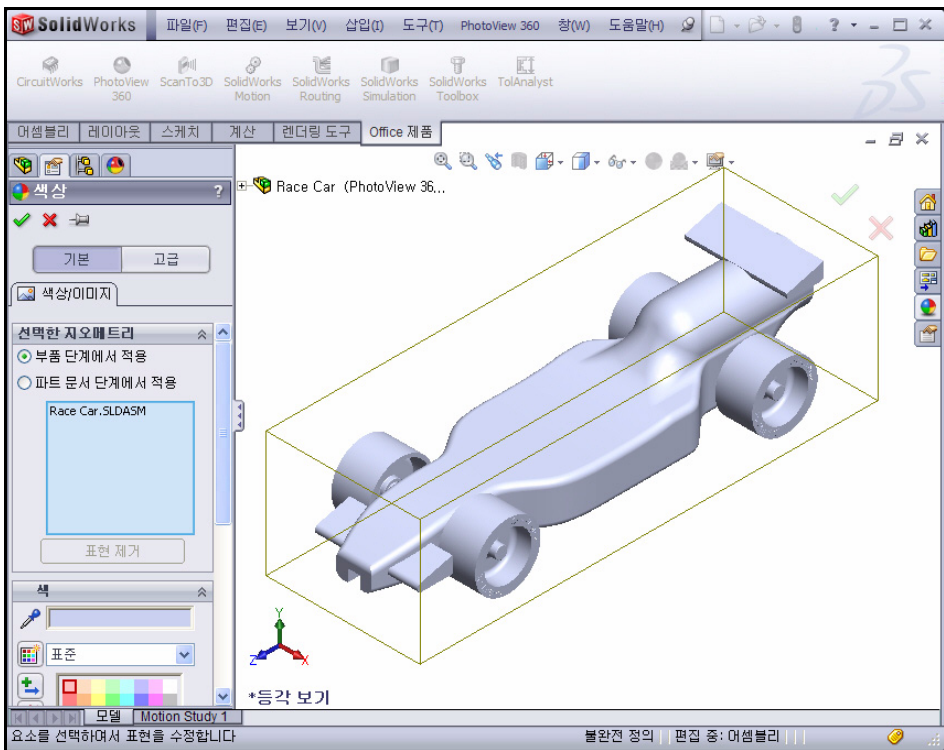 SolidWorks 파일(F) 편집(E) 보기(V) 삽입(I) 도구(T) PhotoView 360 창(W) 도움말(H) ?
CircuitWorks PhotoView 360 ScanTo3D SolidWorks Motion SolidWorks Routing SolidWorks Simulation SolidWorks Toolbox TolAnalyst
어셈블리 레이아웃 스케치 계산 렌더링 도구 Office 제품
Race Car (PhotoView 36...
색상 ?
기본 고급
색상/이미지
선택한 지오메트리
부품 단계에서 적용
파트 문서 단계에서 적용
Race Car.SLDASM
표현 제거
색
표준
Y
Z X
*등각 보기
모델 Motion Study 1
요소를 선택하여서 표현을 수정합니다 불완전 정의 편집 중: 어셈블리